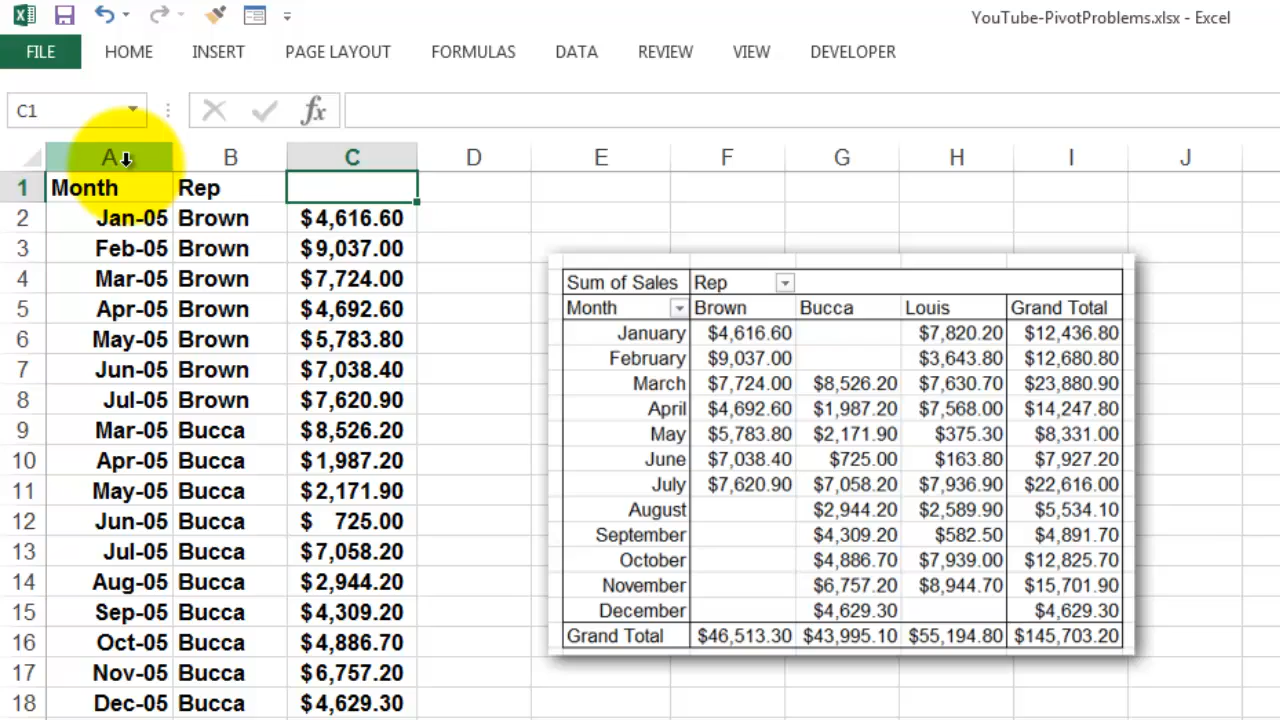 YouTube-PivotProblems.xlsx - Excel
FILE HOME INSERT PAGE LAYOUT FORMULAS DATA REVIEW VIEW DEVELOPER
C1 fx
A B C D E F G H I J
1 Month Rep
2 Jan-05 Brown $4,616.60
3 Feb-05 Brown $9,037.00
4 Mar-05 Brown $7,724.00
5 Apr-05 Brown $4,692.60
6 May-05 Brown $5,783.80
7 Jun-05 Brown $7,038.40
8 Jul-05 Brown $7,620.90
9 Mar-05 Bucca $8,526.20
10 Apr-05 Bucca $1,987.20
11 May-05 Bucca $2,171.90
12 Jun-05 Bucca $ 725.00
13 Jul-05 Bucca $7,058.20
14 Aug-05 Bucca $2,944.20
15 Sep-05 Bucca $4,309.20
16 Oct-05 Bucca $4,886.70
17 Nov-05 Bucca $6,757.20
18 Dec-05 Bucca $4,629.30
Sum of Sales Rep
Month Brown Bucca Louis Grand Total
January $4,616.60 $7,820.20 $12,436.80
February $9,037.00 $3,643.80 $12,680.80
March $7,724.00 $8,526.20 $7,630.70 $23,880.90
April $4,692.60 $1,987.20 $7,568.00 $14,247.80
May $5,783.80 $2,171.90 $375.30 $8,331.00
June $7,038.40 $725.00 $163.80 $7,927.20
July $7,620.90 $7,058.20 $7,936.90 $22,616.00
August $2,944.20 $2,589.90 $5,534.10
September $4,309.20 $582.50 $4,891.70
October $4,886.70 $7,939.00 $12,825.70
November $6,757.20 $8,944.70 $15,701.90
December $4,629.30 $4,629.30
Grand Total $46,513.30 $43,995.10 $55,194.80 $145,703.20